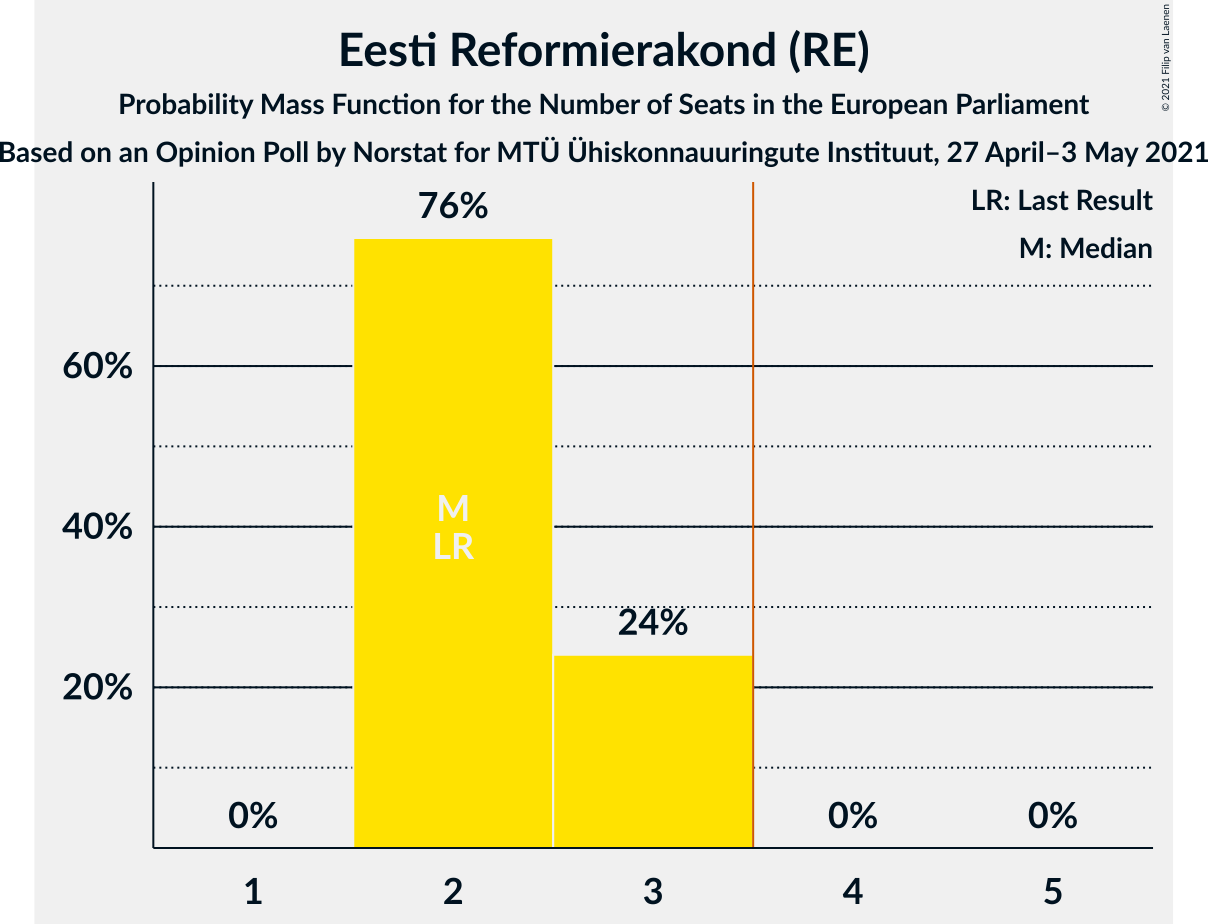 Eesti Reformierakond (RE)
Probability Mass Function for the Number of Seats in the European Parliament
Based on an Opinion Poll by Norstat for MTÜ Ühiskonnauuringute Instituut, 27 April–3 May 2021
© 2021 Filip van Laenen
LR: Last Result
M: Median
76%
60%
40%
20%
M
LR
24%
0%
0%
0%
1
2
3
4
5